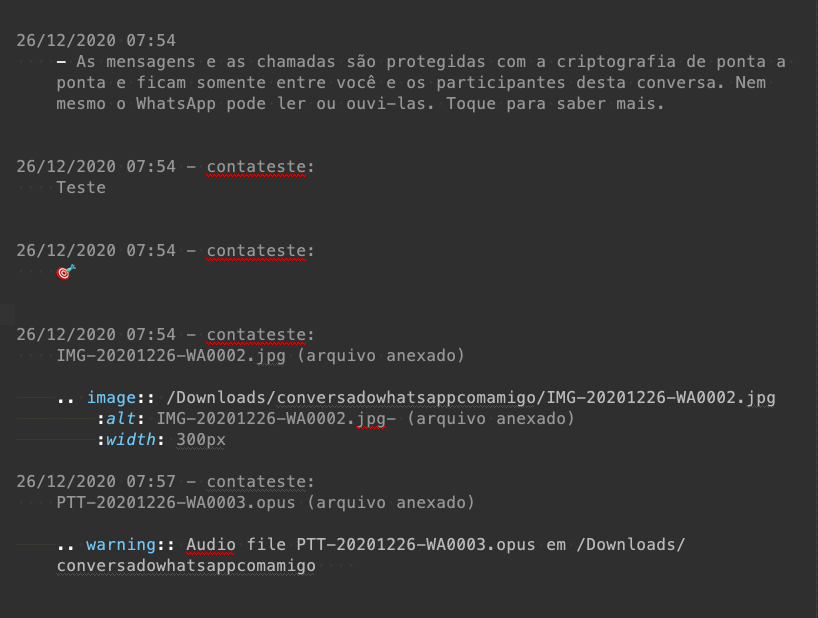 26/12/2020 07:54
- As mensagens e as chamadas são protegidas com a criptografia de ponta a
ponta e ficam somente entre você e os participantes desta conversa. Nem
mesmo o WhatsApp pode ler ou ouvi-las. Toque para saber mais.
26/12/2020 07:54 - contateste:
Teste
26/12/2020 07:54 - contateste:
🎯
26/12/2020 07:54 - contateste:
IMG-20201226-WA0002.jpg (arquivo anexado)
.. image:: /Downloads/conversadowhatsappcomamigo/IMG-20201226-WA0002.jpg
:alt: IMG-20201226-WA0002.jpg- (arquivo anexado)
:width: 300px
26/12/2020 07:57 - contateste:
PTT-20201226-WA0003.opus (arquivo anexado)
.. warning:: Audio file PTT-20201226-WA0003.opus em /Downloads/
conversadowhatsappcomamigo